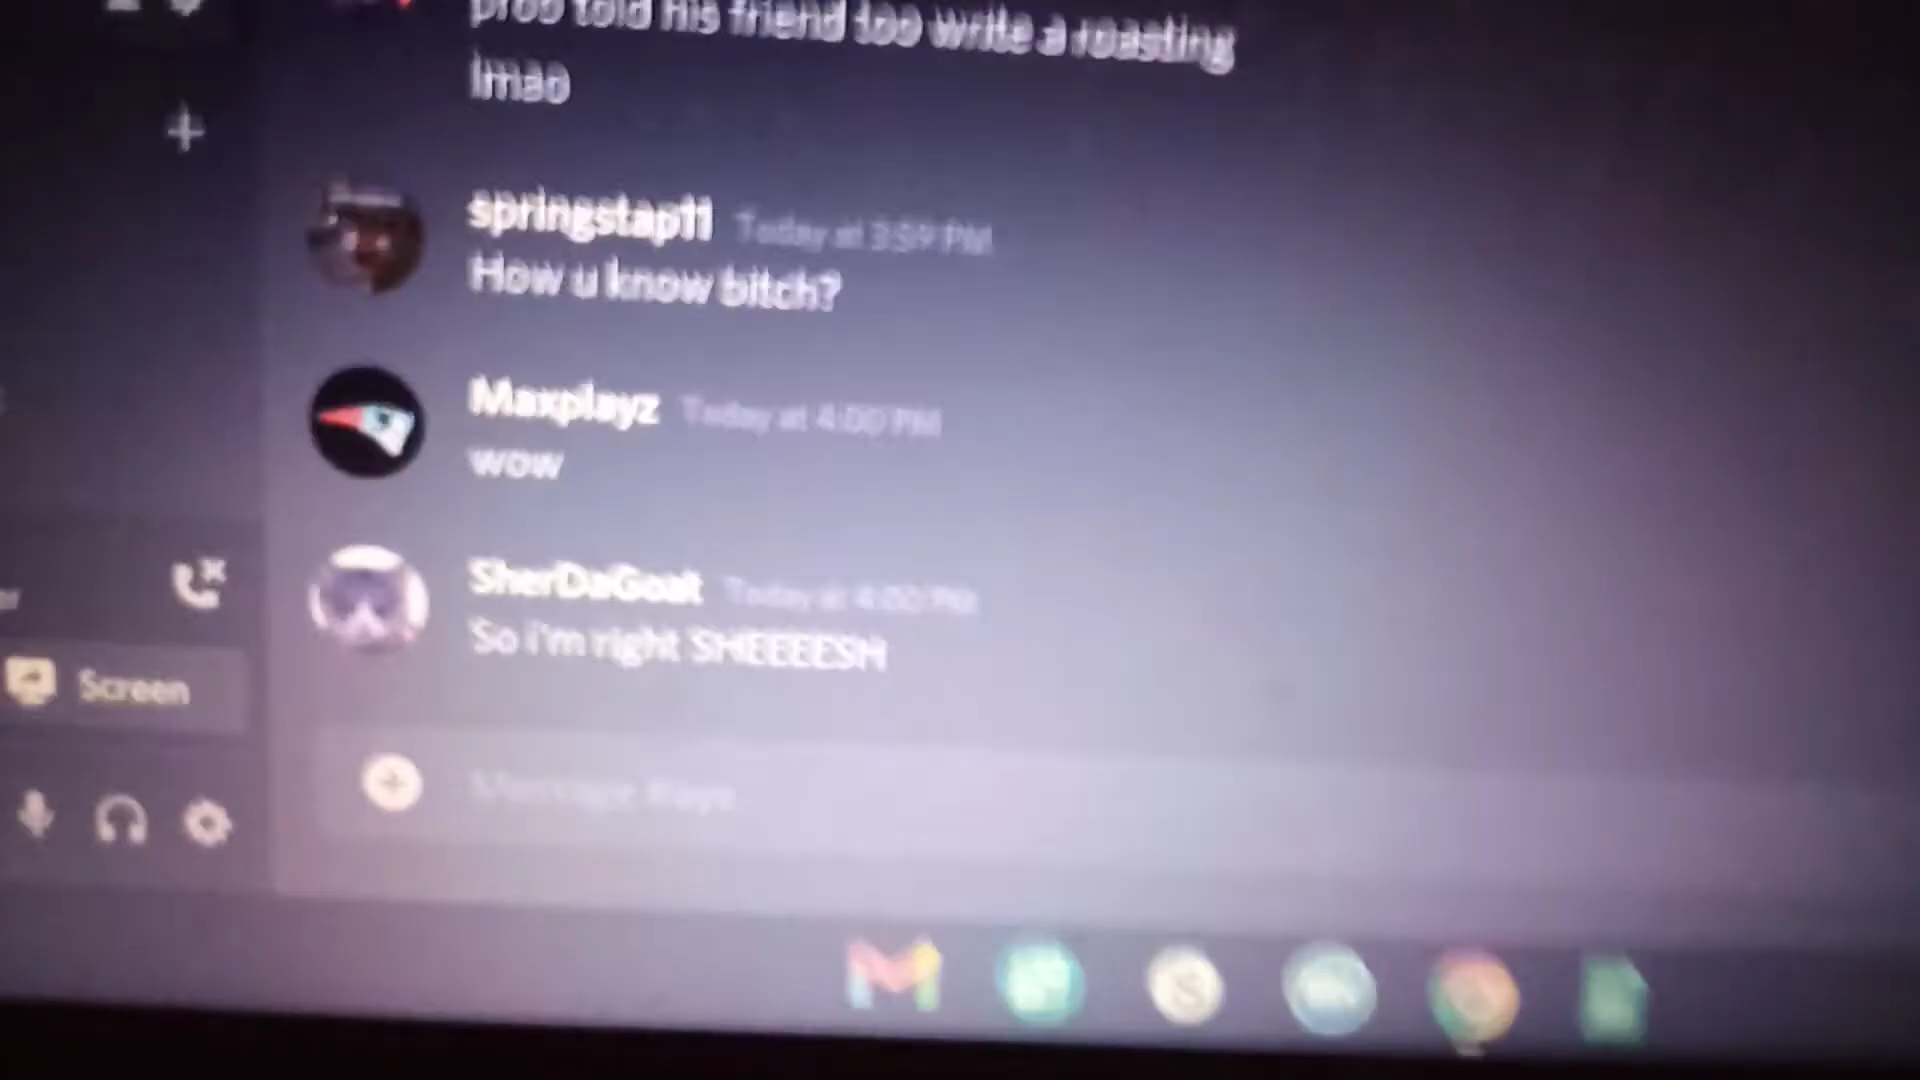 prob told his friend too write a roasting
lmao
springstap11 Today at 3:59 PM
How u know bitch?
Maxplayz Today at 4:00 PM
wow
SherDaGoat Today at 4:00 PM
So i'm right SHEEEESH
Screen
Message